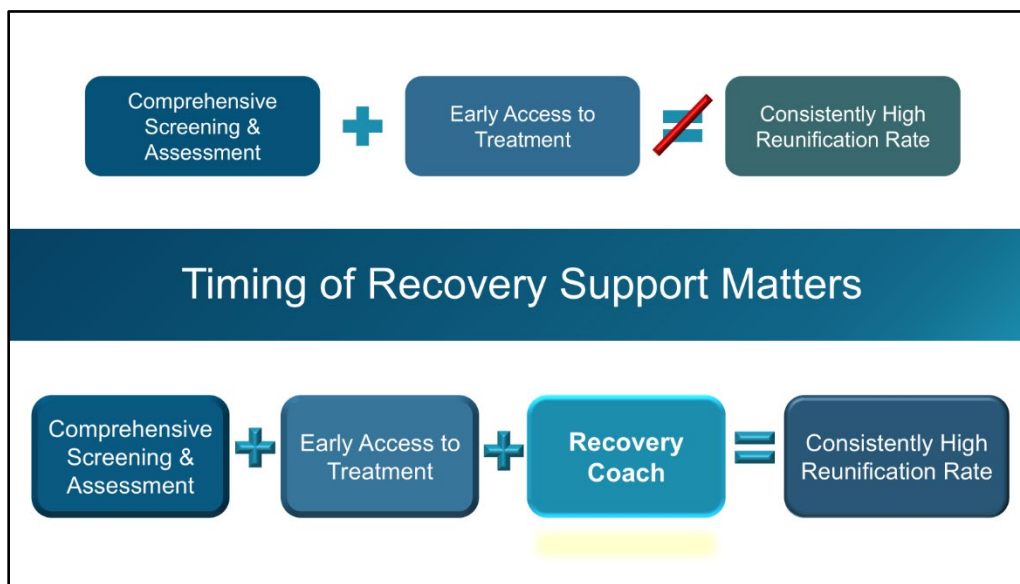 Comprehensive
Screening &
Assessment
+
Early Access to
Treatment
≠
Consistently High
Reunification Rate
Timing of Recovery Support Matters
Comprehensive
Screening &
Assessment
+
Early Access to
Treatment
+
Recovery
Coach
=
Consistently High
Reunification Rate